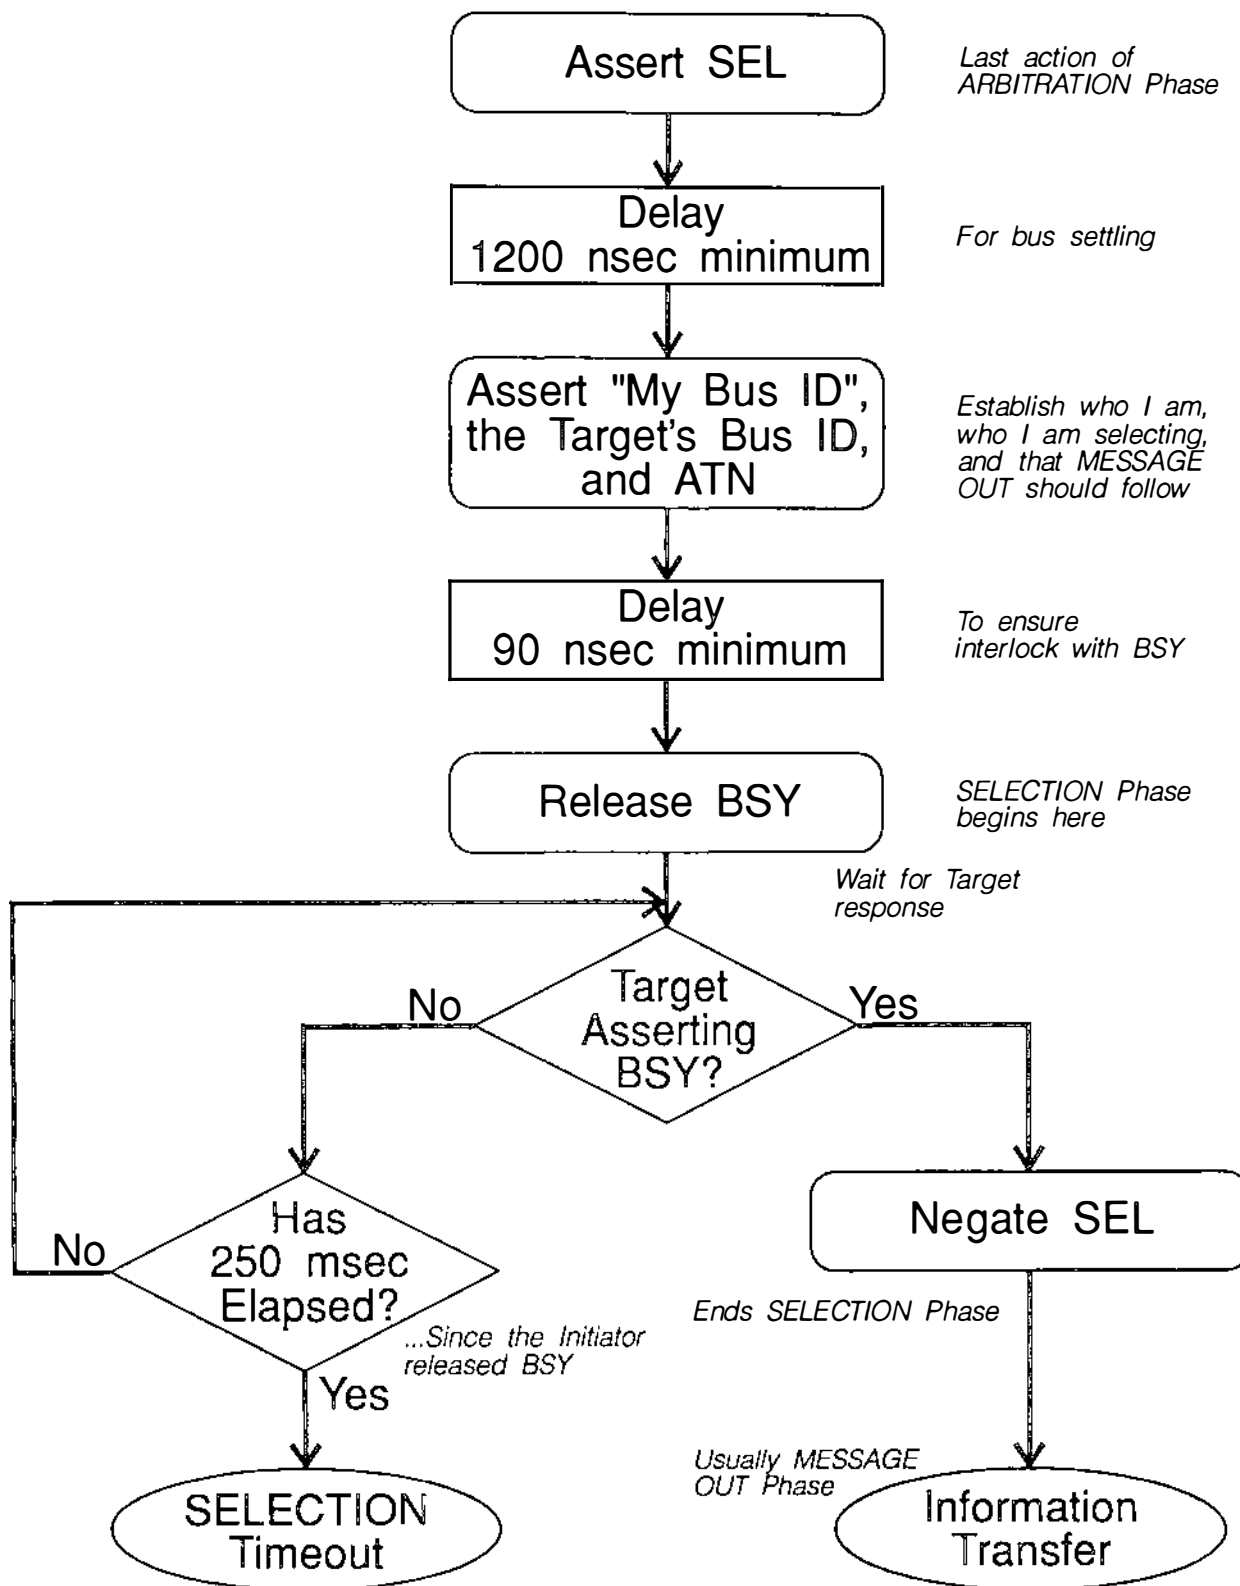 Assert SEL
Last action of
ARBITRATION Phase
Delay
1200 nsec minimum
For bus settling
Assert "My Bus ID",
the Target's Bus ID,
and ATN
Establish who I am,
who I am selecting,
and that MESSAGE
OUT should follow
Delay
90 nsec minimum
To ensure
interlock with BSY
Release BSY
SELECTION Phase
begins here
Wait for Target
response
Target
Asserting
BSY?
No
Yes
Has
250 msec
Elapsed?
No
...Since the Initiator
released BSY
Yes
Negate SEL
Ends SELECTION Phase
Usually MESSAGE
OUT Phase
SELECTION
Timeout
Information
Transfer